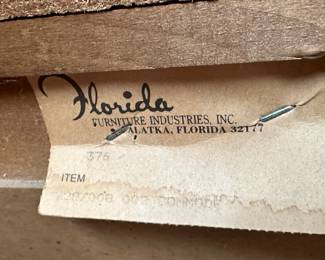 Florida
FURNITURE INDUSTRIES, INC.
PALATKA, FLORIDA 32177
376
ITEM
COMMODE